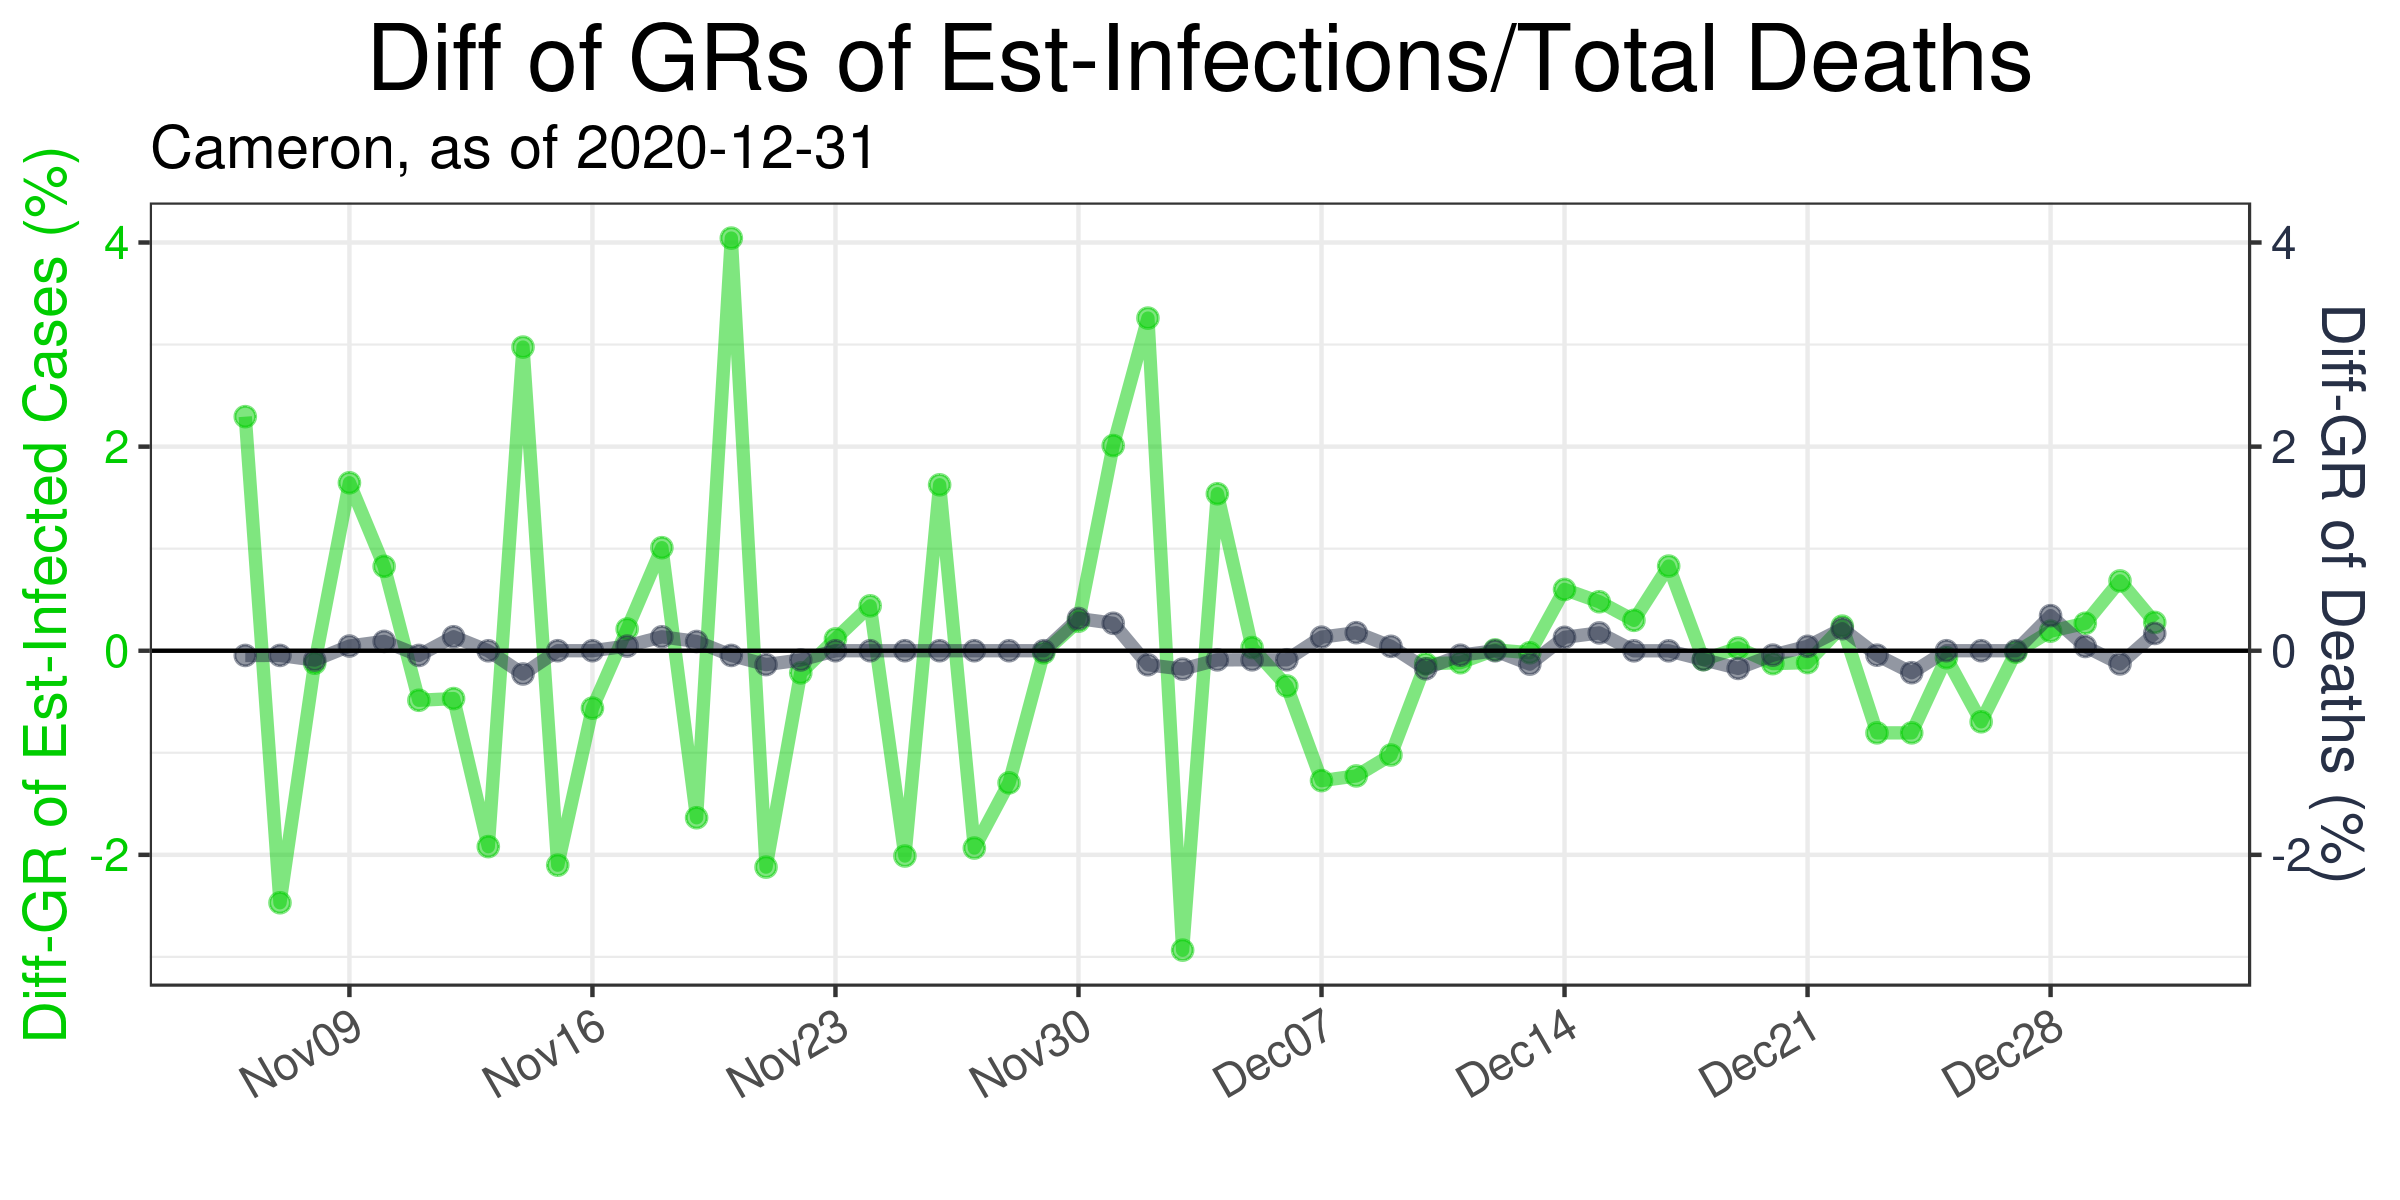 Diff of GRs of Est-Infections/Total Deaths
Cameron, as of 2020-12-31
Diff-GR of Est-Infected Cases (%)
4
2
0
-2
4
2
0
-2
Diff-GR of Deaths (%)
Nov09
Nov16
Nov23
Nov30
Dec07
Dec14
Dec21
Dec28